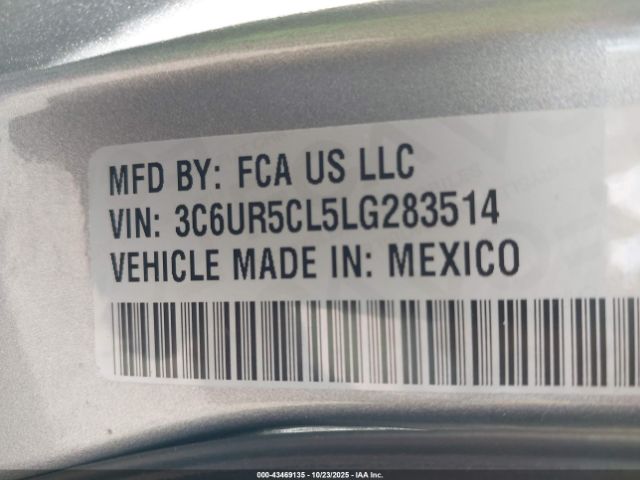 MFD BY: FCA US LLC
VIN: 3C6UR5CL5LG283514
VEHICLE MADE IN: MEXICO
000-43469135 - 10/23/2025 - IAA Inc.